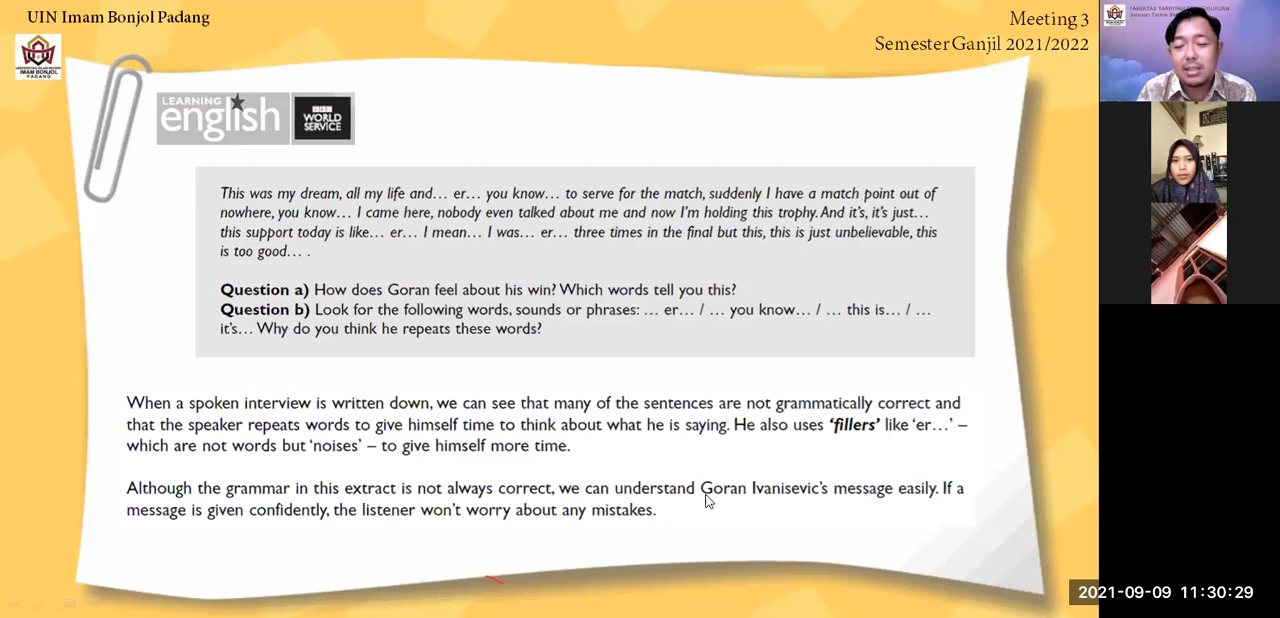 UIN Imam Bonjol Padang
Meeting 3
Semester Ganjil 2021/2022
IMAM BONJOL
PADANG
LEARNING
english
BBC
WORLD
SERVICE
This was my dream, all my life and… er… you know… to serve for the match, suddenly I have a match point out of
nowhere, you know… I came here, nobody even talked about me and now I'm holding this trophy. And it's, it's just…
this support today is like… er… I mean… I was… er… three times in the final but this, this is just unbelievable, this
is too good… .
Question a) How does Goran feel about his win? Which words tell you this?
Question b) Look for the following words, sounds or phrases: … er… / … you know… / … this is… / …
it's… Why do you think he repeats these words?
When a spoken interview is written down, we can see that many of the sentences are not grammatically correct and
that the speaker repeats words to give himself time to think about what he is saying. He also uses 'fillers' like 'er…' –
which are not words but 'noises' – to give himself more time.
Although the grammar in this extract is not always correct, we can understand Goran Ivanisevic's message easily. If a
message is given confidently, the listener won't worry about any mistakes.
FAKULTAS TARBIYAH
2021-09-09 11:30:29